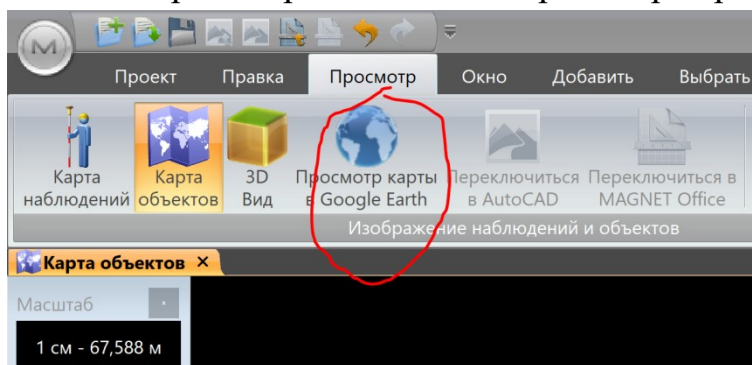 M
Проект Правка Просмотр Окно Добавить Выбрать
Карта наблюдений
Карта объектов
3D Вид
Просмотр карты в Google Earth
Переключиться в AutoCAD
Переключиться в MAGNET Office
Изображение наблюдений и объектов
Карта объектов ×
Масштаб
1 см - 67,588 м